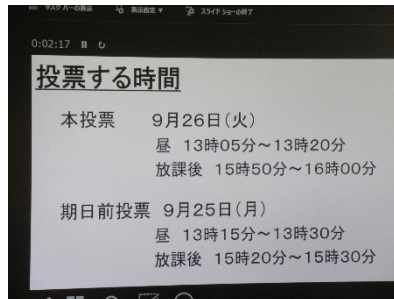 タスク バーの表示 表示設定 ▼ スライド ショーの終了
0:02:17
投票する時間
本投票 9月26日(火)
昼 13時05分~13時20分
放課後 15時50分~16時00分
期日前投票 9月25日(月)
昼 13時15分~13時30分
放課後 15時20分~15時30分